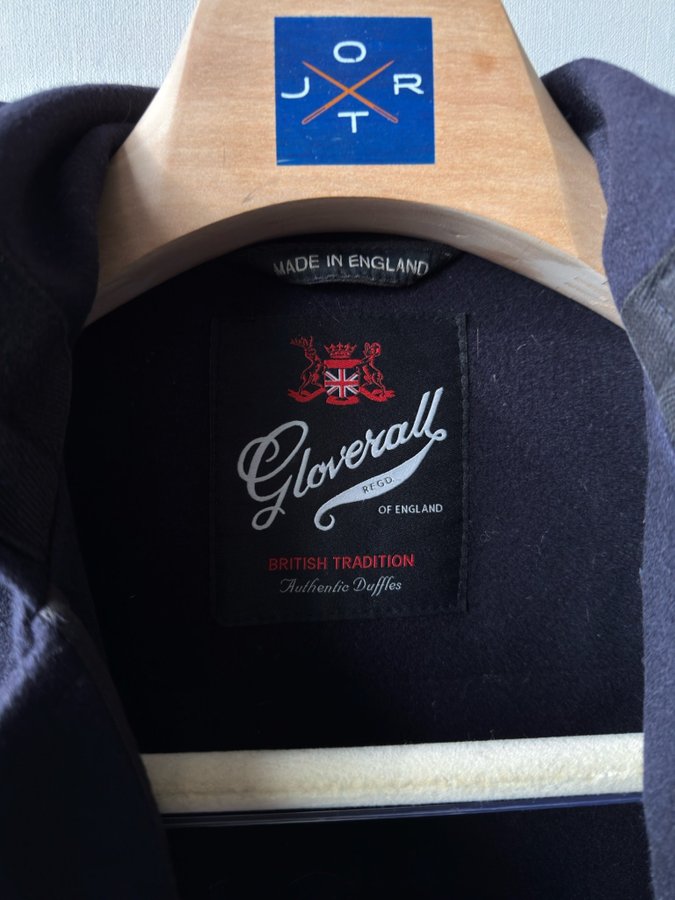 O
J R
T
MADE IN ENGLAND
Gloverall
REGD.
OF ENGLAND
BRITISH TRADITION
Authentic Duffles